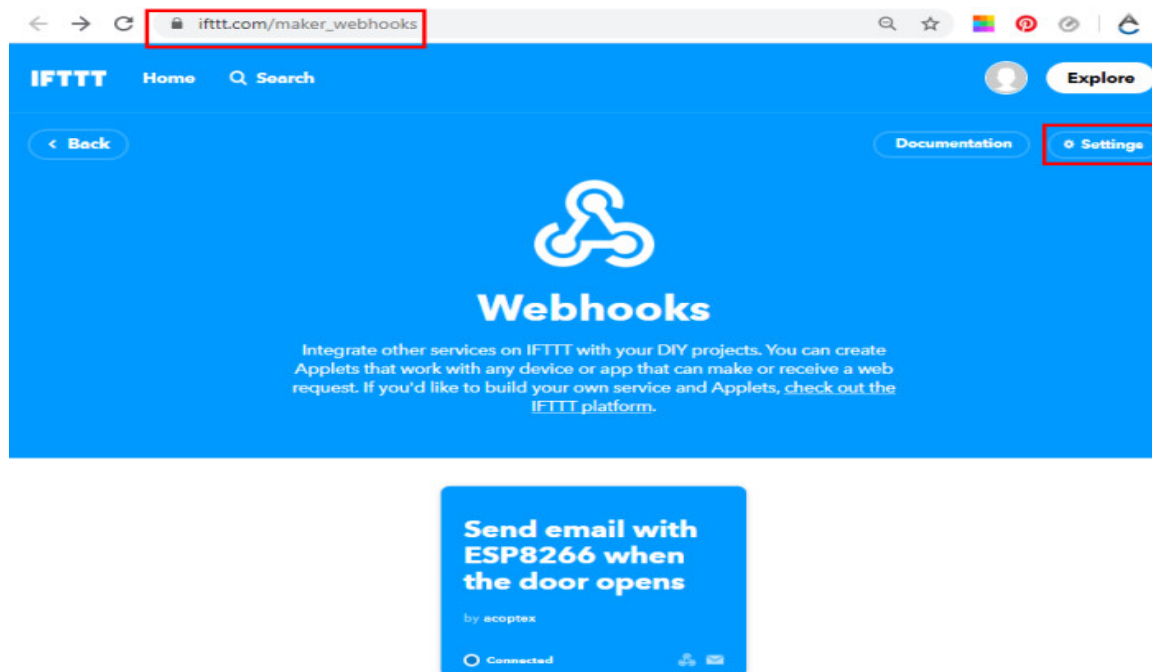 ifttt.com/maker_webhooks
IFTTT Home Search Explore
Back Documentation Settings
Webhooks
Integrate other services on IFTTT with your DIY projects. You can create
Applets that work with any device or app that can make or receive a web
request. If you'd like to build your own service and Applets, check out the
IFTTT platform.
Send email with
ESP8266 when
the door opens
by acoptex
Connected